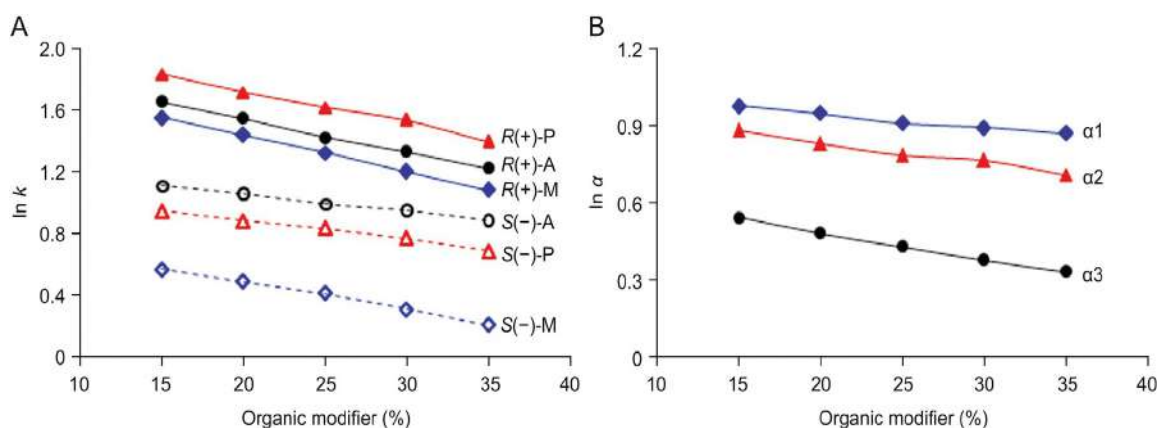 A
2.0
1.6
1.2
0.8
0.4
0
ln k
R(+)-P
R(+)-A
R(+)-M
S(−)-A
S(−)-P
S(−)-M
10 15 20 25 30 35 40
Organic modifier (%)
B
1.2
0.9
0.6
0.3
0
ln α
α1
α2
α3
10 15 20 25 30 35 40
Organic modifier (%)